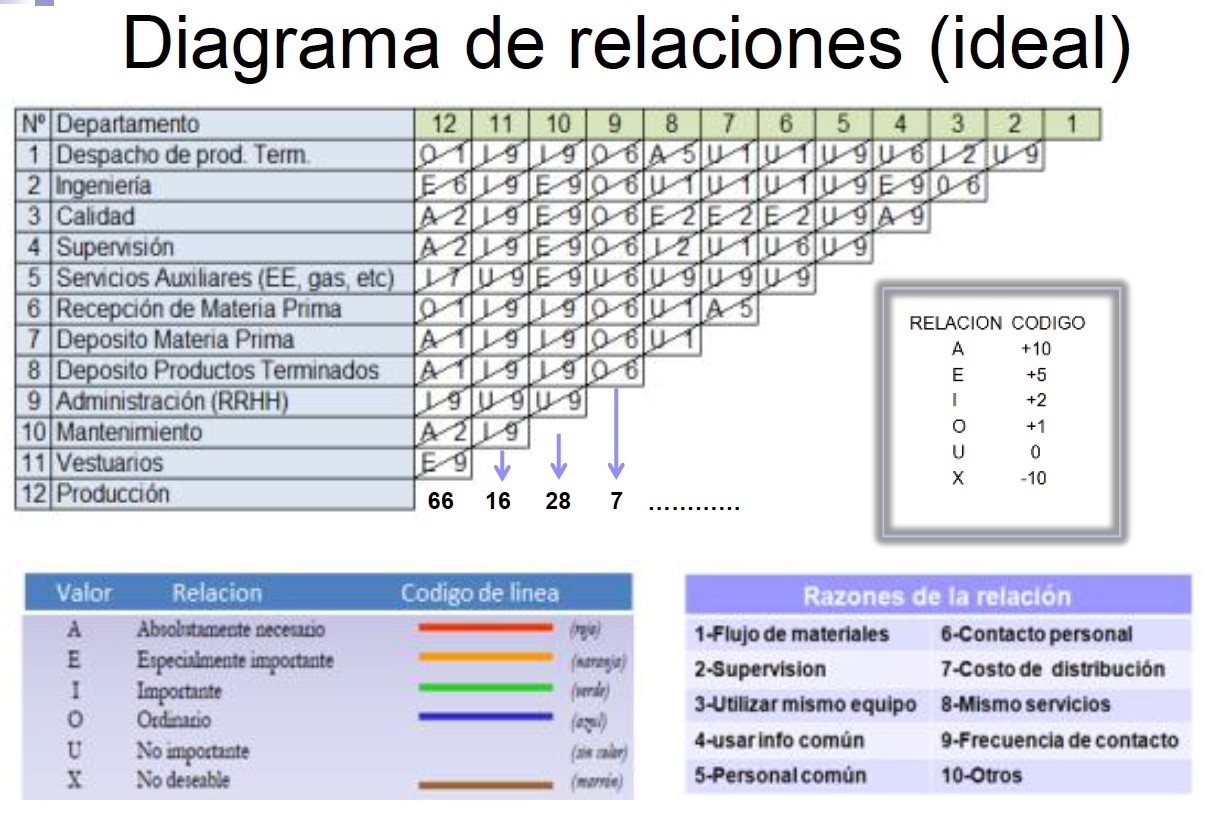 Diagrama de relaciones (ideal)
Nº Departamento 12 11 10 9 8 7 6 5 4 3 2 1
1 Despacho de prod. Term. O 1 I 9 I 9 O 6 A 5 U 1 U 1 U 9 U 6 I 2 U 9
2 Ingeniería E 6 I 9 E 9 O 6 U 1 U 1 U 1 U 9 E 9 0 6
3 Calidad A 2 I 9 E 9 O 6 E 2 E 2 E 2 U 9 A 9
4 Supervisión A 2 I 9 E 9 O 6 I 2 U 1 U 6 U 9
5 Servicios Auxiliares (EE, gas, etc) I 7 U 9 E 9 U 6 U 9 U 9 U 9
6 Recepción de Materia Prima O 1 I 9 I 9 O 6 U 1 A 5
7 Deposito Materia Prima A 1 I 9 I 9 O 6 U 1
8 Deposito Productos Terminados A 1 I 9 I 9 O 6
9 Administración (RRHH) I 9 U 9 U 9
10 Mantenimiento A 2 I 9
11 Vestuarios E 9
12 Producción 66 16 28 7 ............
RELACION CODIGO
A +10
E +5
I +2
O +1
U 0
X -10
Valor Relacion Codigo de linea
A Absolutamente necesario (rojo)
E Especialmente importante (naranja)
I Importante (verde)
O Ordinario (azul)
U No importante (sin color)
X No deseable (marrón)
Razones de la relación
1-Flujo de materiales 6-Contacto personal
2-Supervision 7-Costo de distribución
3-Utilizar mismo equipo 8-Mismo servicios
4-usar info común 9-Frecuencia de contacto
5-Personal común 10-Otros